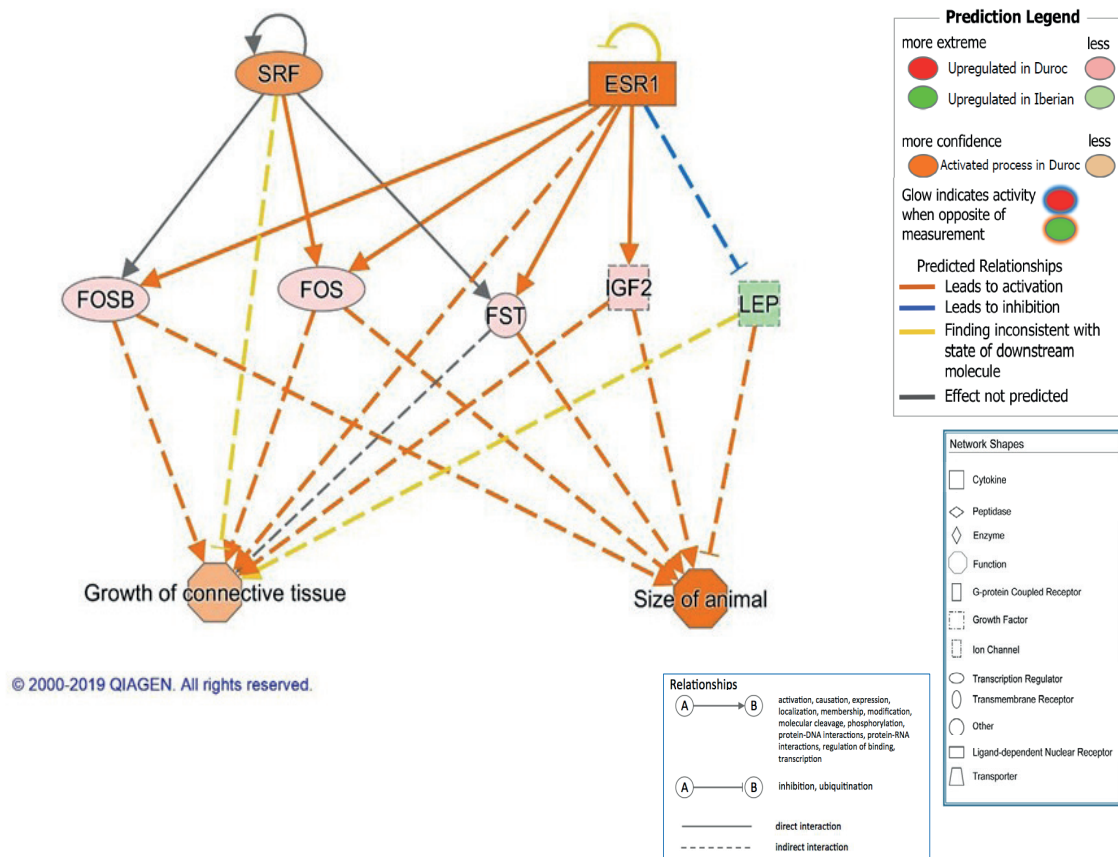 SRF
ESR1
FOSB
FOS
FST
IGF2
LEP
Growth of connective tissue
Size of animal
© 2000-2019 QIAGEN. All rights reserved.
Prediction Legend
more extreme less
Upregulated in Duroc
Upregulated in Iberian
more confidence less
Activated process in Duroc
Glow indicates activity
when opposite of
measurement
Predicted Relationships
Leads to activation
Leads to inhibition
Finding inconsistent with
state of downstream
molecule
Effect not predicted
Network Shapes
Cytokine
Peptidase
Enzyme
Function
G-protein Coupled Receptor
Growth Factor
Ion Channel
Transcription Regulator
Transmembrane Receptor
Other
Ligand-dependent Nuclear Receptor
Transporter
Relationships
A B activation, causation, expression,
localization, membership, modification,
molecular cleavage, phosphorylation,
protein-DNA interactions, protein-RNA
interactions, regulation of binding,
transcription
A B inhibition, ubiquitination
direct interaction
indirect interaction